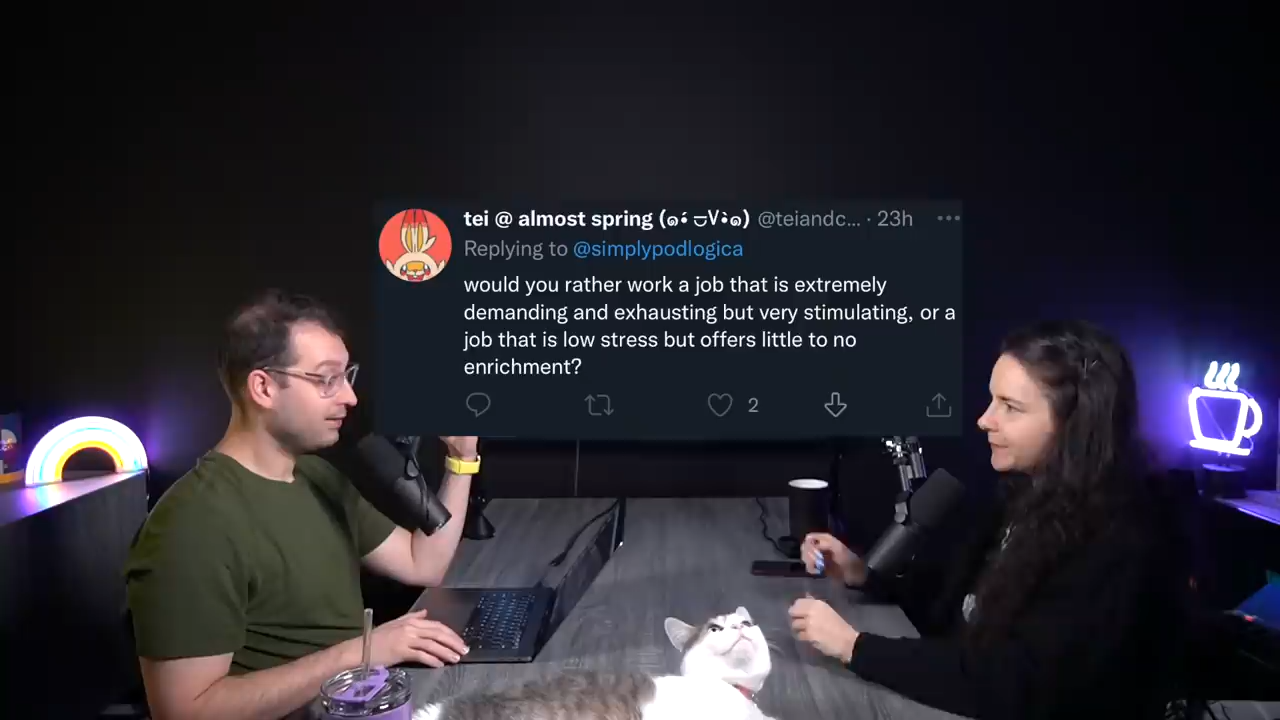 tei @ almost spring (๑•̀ ᗜV•́๑) @teiandc... · 23h
Replying to @simplypodlogica
would you rather work a job that is extremely
demanding and exhausting but very stimulating, or a
job that is low stress but offers little to no
enrichment?
2